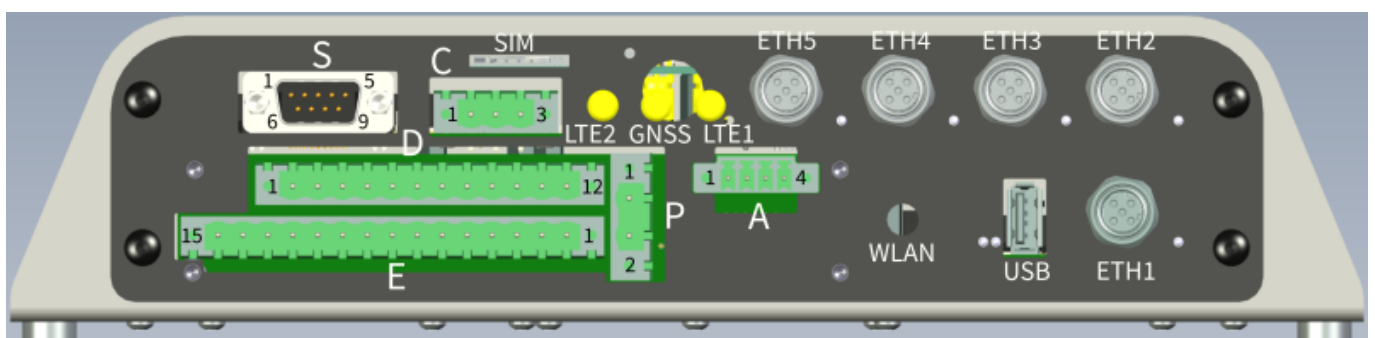 SIM
ETH5 ETH4 ETH3 ETH2
S C
1 5
6 9
1 3
LTE2 GNSS LTE1
D
1 12
1
2
P
1 4
A
15 1
E
WLAN
USB
ETH1